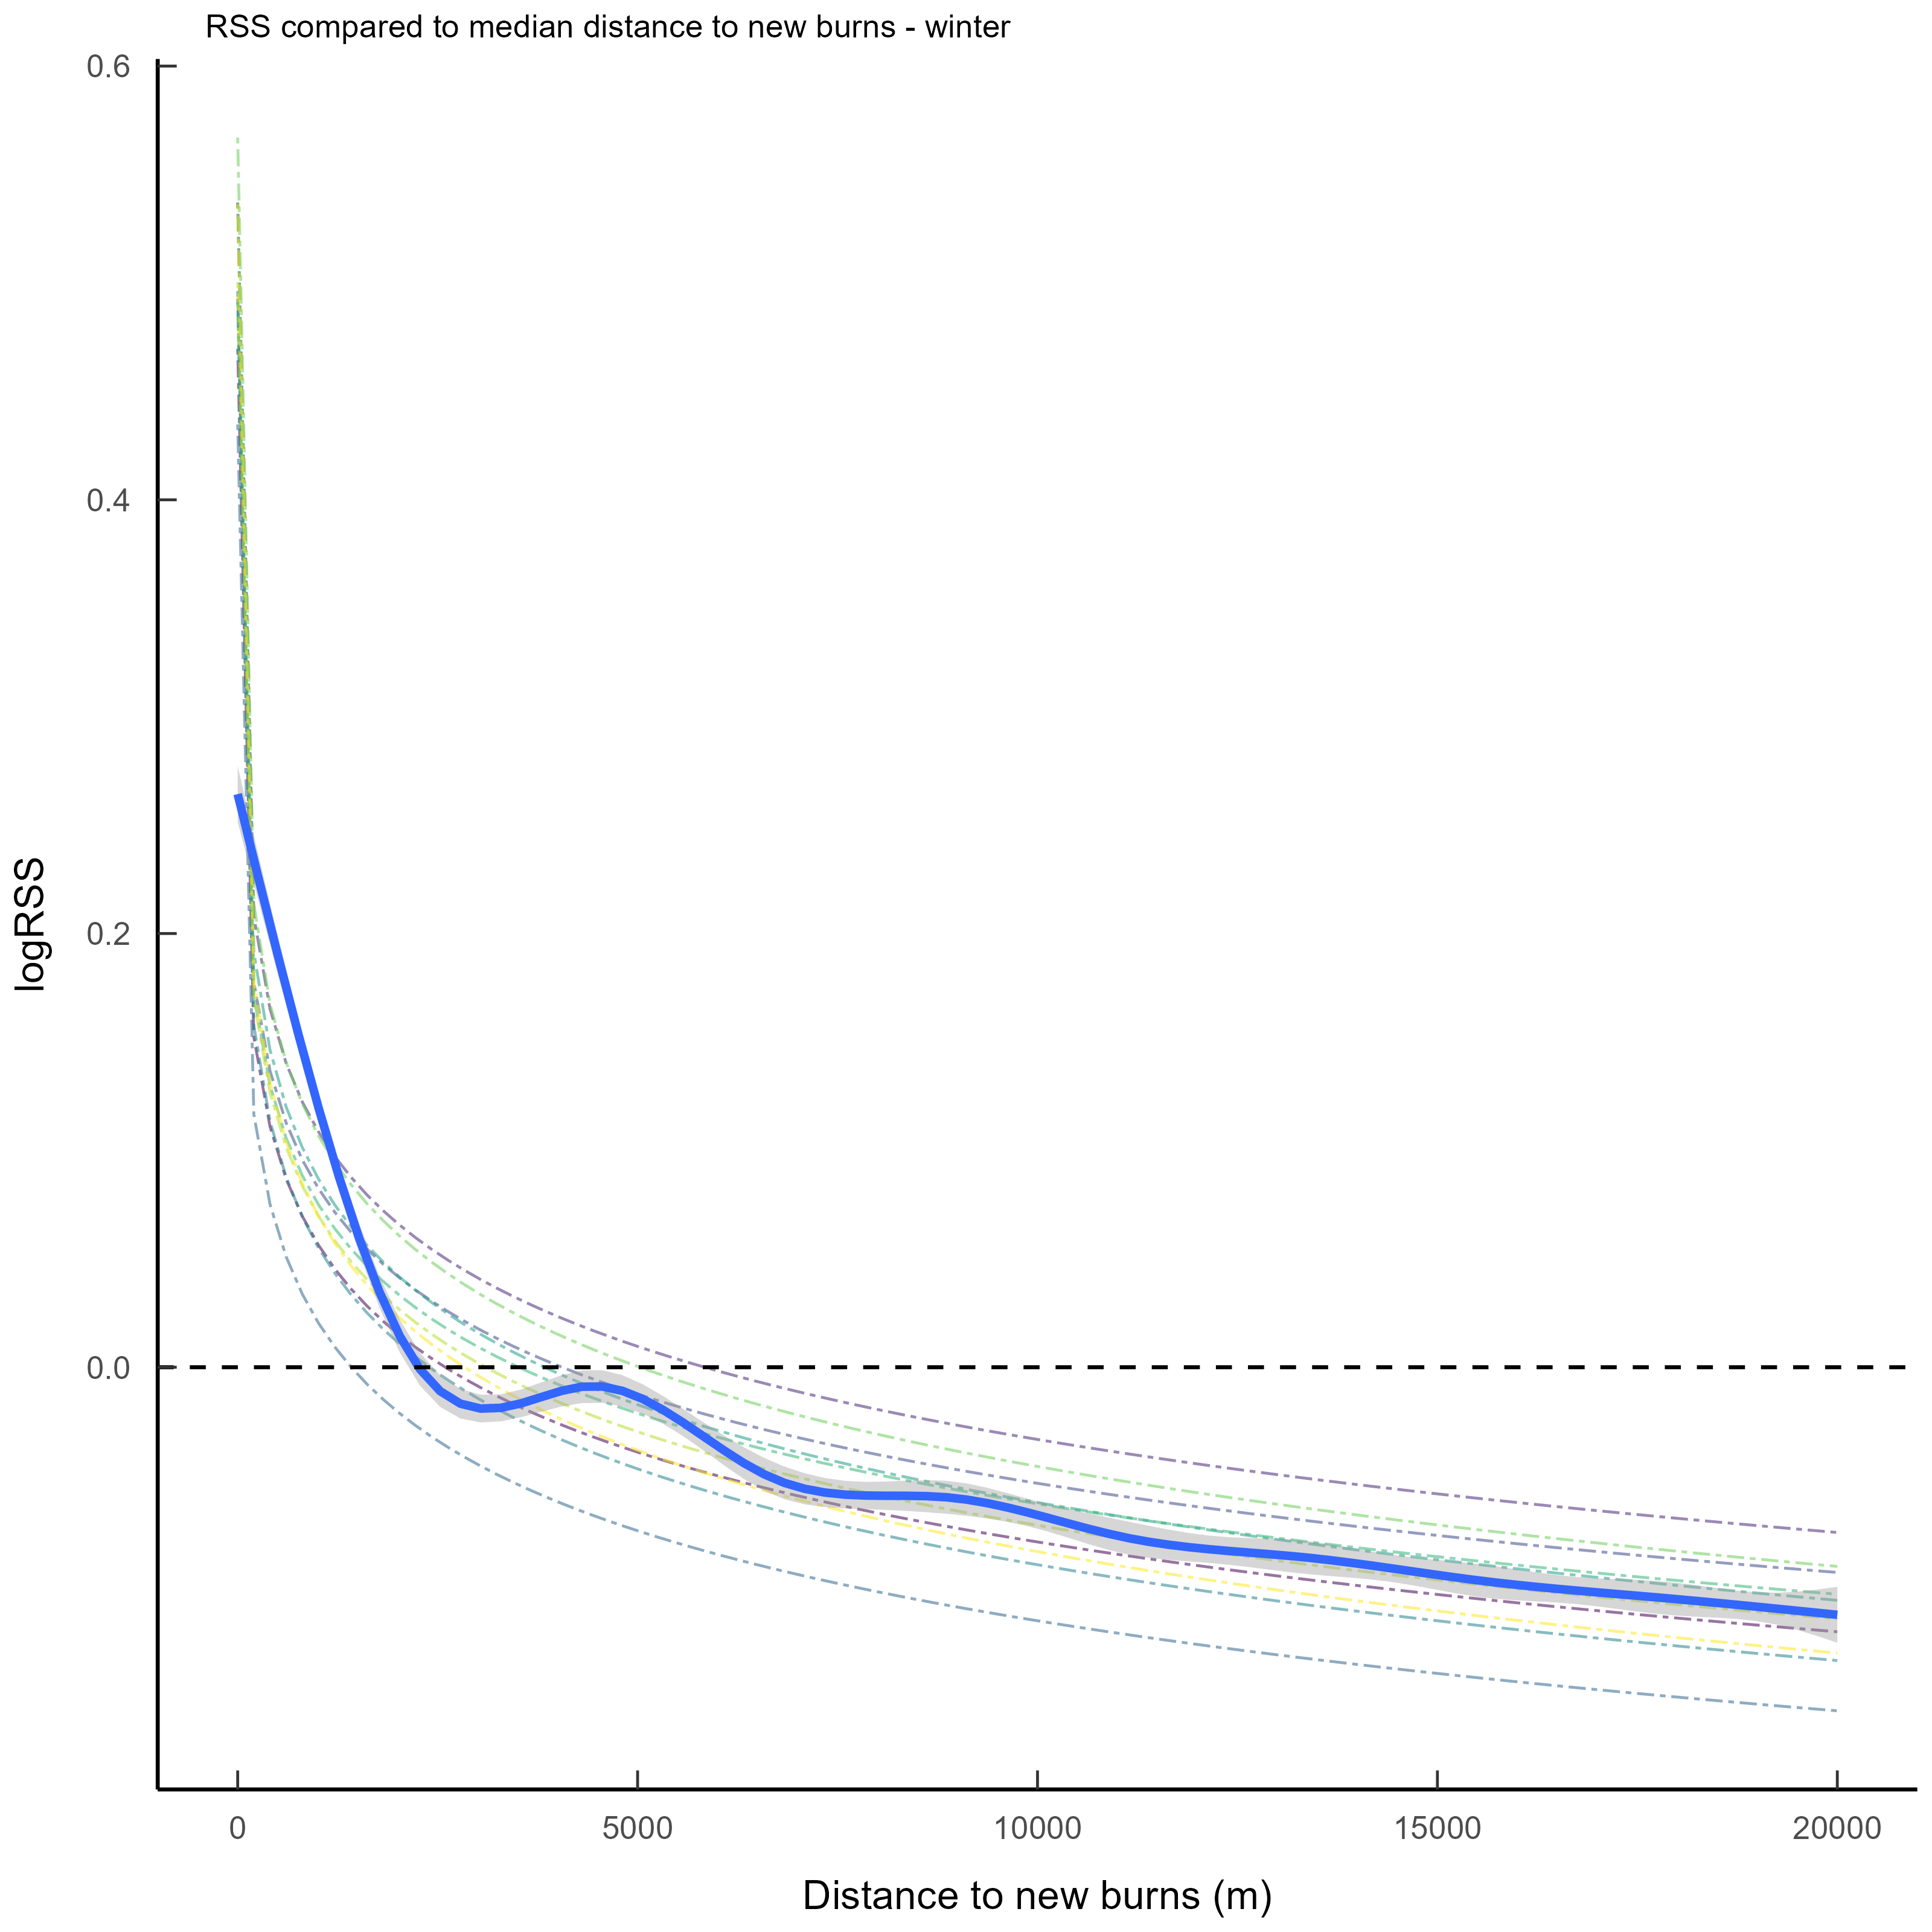 RSS compared to median distance to new burns - winter
0.6
0.4
0.2
0.0
logRSS
0 5000 10000 15000 20000
Distance to new burns (m)